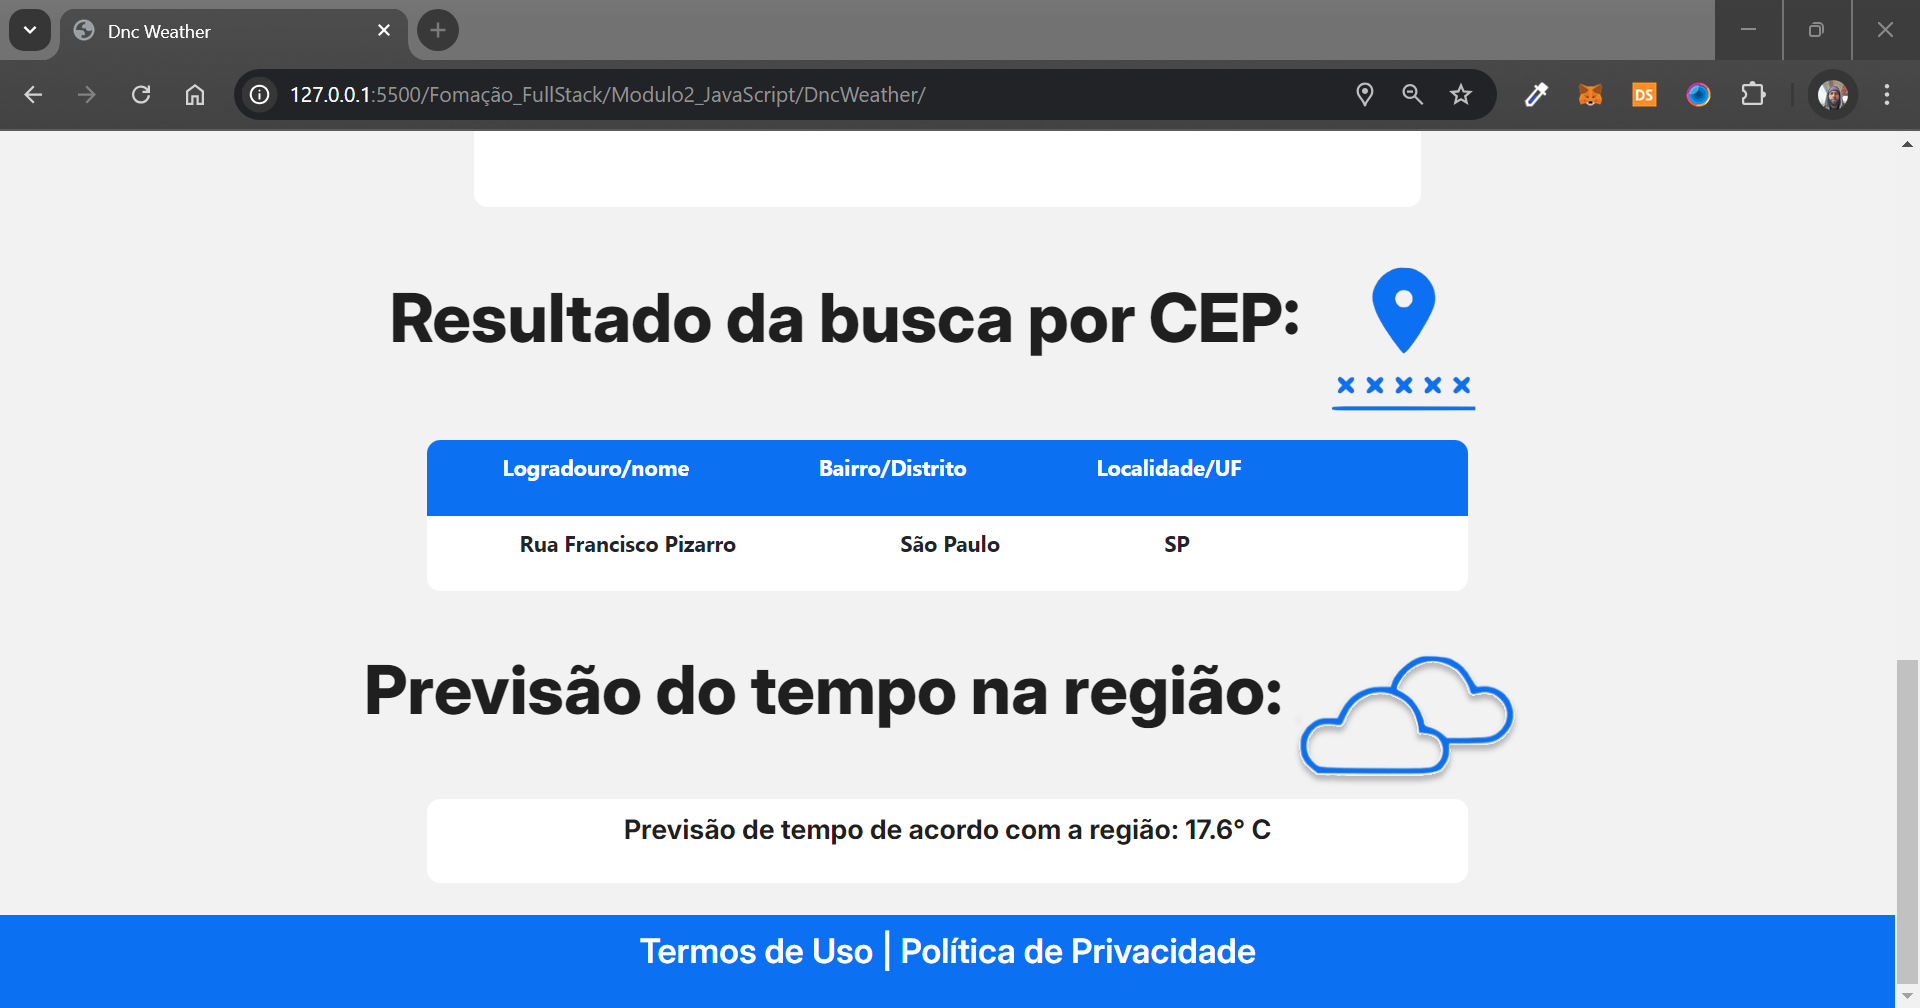 Dnc Weather
127.0.0.1:5500/Fomação_FullStack/Modulo2_JavaScript/DncWeather/
DS
Resultado da busca por CEP:
Logradouro/nome Bairro/Distrito Localidade/UF
Rua Francisco Pizarro São Paulo SP
Previsão do tempo na região:
Previsão de tempo de acordo com a região: 17.6° C
Termos de Uso | Política de Privacidade